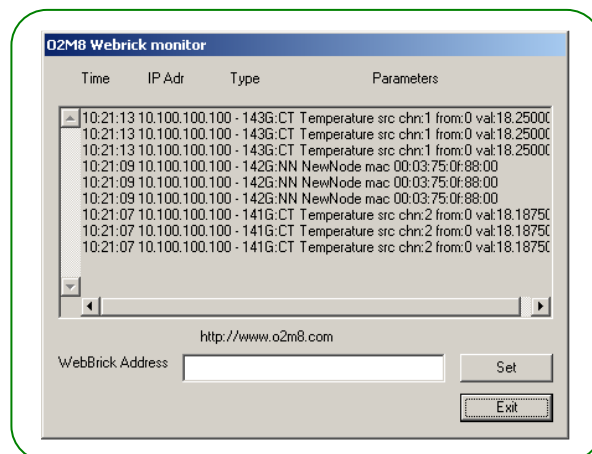 O2M8 Webrick monitor
Time IP Adr Type Parameters
10:21:13 10.100.100.100 - 143G:CT Temperature src chn:1 from:0 val:18.25000
10:21:13 10.100.100.100 - 143G:CT Temperature src chn:1 from:0 val:18.25000
10:21:13 10.100.100.100 - 143G:CT Temperature src chn:1 from:0 val:18.25000
10:21:09 10.100.100.100 - 142G:NN NewNode mac 00:03:75:0f:88:00
10:21:09 10.100.100.100 - 142G:NN NewNode mac 00:03:75:0f:88:00
10:21:09 10.100.100.100 - 142G:NN NewNode mac 00:03:75:0f:88:00
10:21:07 10.100.100.100 - 141G:CT Temperature src chn:2 from:0 val:18.18750
10:21:07 10.100.100.100 - 141G:CT Temperature src chn:2 from:0 val:18.18750
10:21:07 10.100.100.100 - 141G:CT Temperature src chn:2 from:0 val:18.18750
http://www.o2m8.com
WebBrick Address
Set
Exit